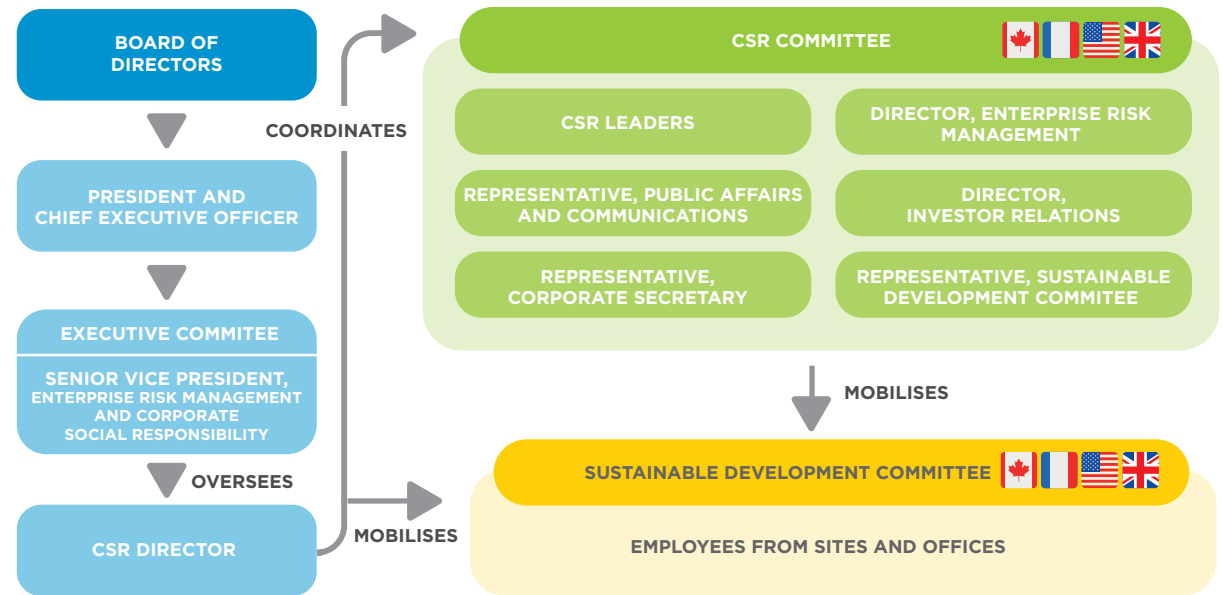 BOARD OF
DIRECTORS
PRESIDENT AND
CHIEF EXECUTIVE OFFICER
EXECUTIVE COMMITEE
SENIOR VICE PRESIDENT,
ENTERPRISE RISK MANAGEMENT
AND CORPORATE
SOCIAL RESPONSIBILITY
OVERSEES
CSR DIRECTOR
COORDINATES
MOBILISES
CSR COMMITTEE
CSR LEADERS
DIRECTOR, ENTERPRISE RISK
MANAGEMENT
REPRESENTATIVE, PUBLIC AFFAIRS
AND COMMUNICATIONS
DIRECTOR,
INVESTOR RELATIONS
REPRESENTATIVE,
CORPORATE SECRETARY
REPRESENTATIVE, SUSTAINABLE
DEVELOPMENT COMMITEE
MOBILISES
SUSTAINABLE DEVELOPMENT COMMITTEE
EMPLOYEES FROM SITES AND OFFICES